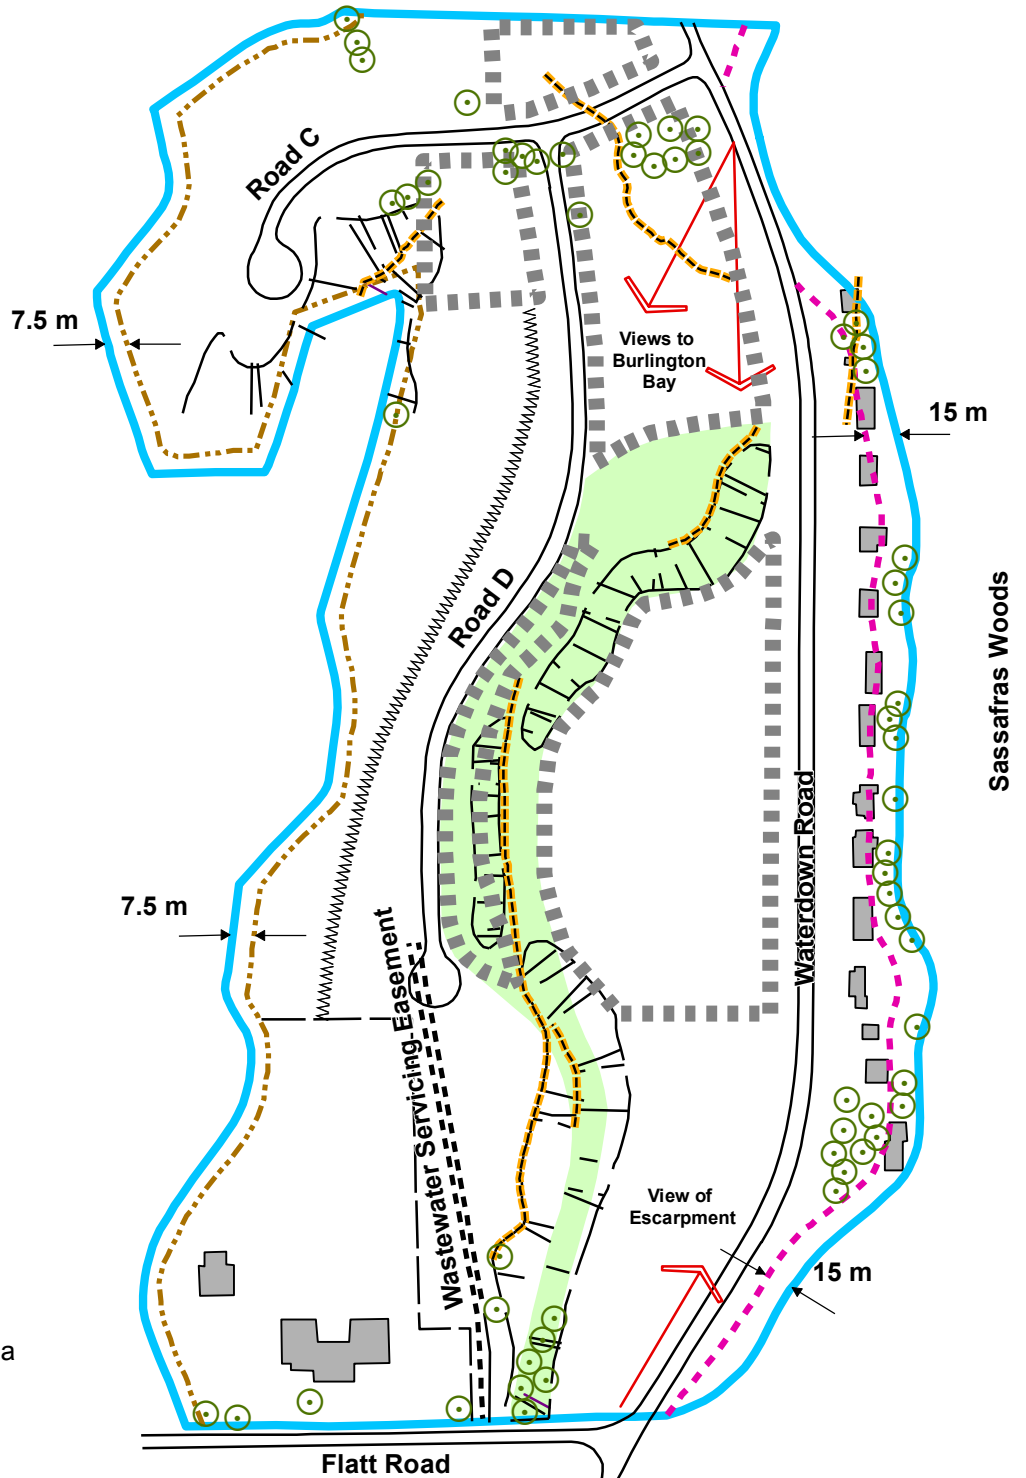 Road C
7.5 m
Views to
Burlington
Bay
15 m
Road D
Sassafras Woods
Waterdown Road
7.5 m
Wastewater Servicing Easement
View of
Escarpment
15 m
a
Flatt Road